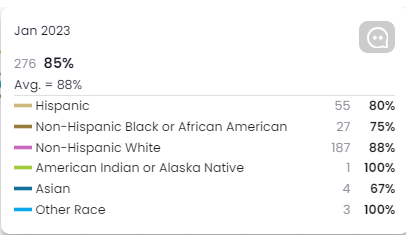 Jan 2023
276 85%
Avg. = 88%
Hispanic 55 80%
Non-Hispanic Black or African American 27 75%
Non-Hispanic White 187 88%
American Indian or Alaska Native 1 100%
Asian 4 67%
Other Race 3 100%